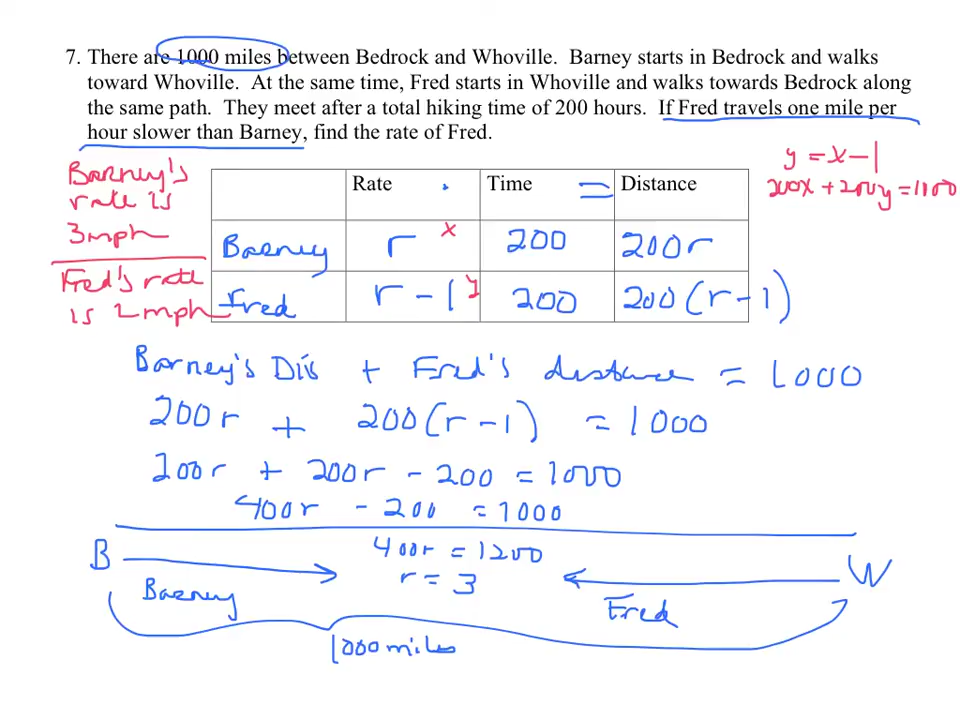 7. There are 1000 miles between Bedrock and Whoville. Barney starts in Bedrock and walks
toward Whoville. At the same time, Fred starts in Whoville and walks towards Bedrock along
the same path. They meet after a total hiking time of 200 hours. If Fred travels one mile per
hour slower than Barney, find the rate of Fred.
y = x - 1
200x + 200y = 1100
Barney's
rate is
3mph
Fred's rate
is 2mph
Rate · Time = Distance
Barney r x 200 200r
Fred r - 1 y 200 200(r - 1)
Barney's Dis + Fred's distance = 1000
200r + 200(r - 1) = 1000
200r + 200r - 200 = 1000
400r - 200 = 1000
400r = 1200
r = 3
B W
Barney Fred
1000 miles